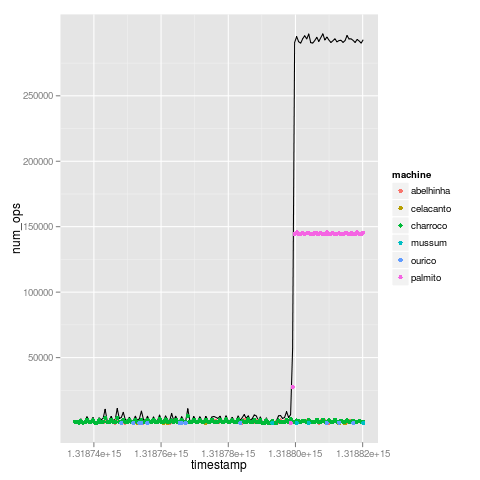 num_ops
250000
200000
150000
100000
50000
1.31874e+15
1.31876e+15
1.31878e+15
1.31880e+15
1.31882e+15
timestamp
machine
abelhinha
celacanto
charroco
mussum
ourico
palmito